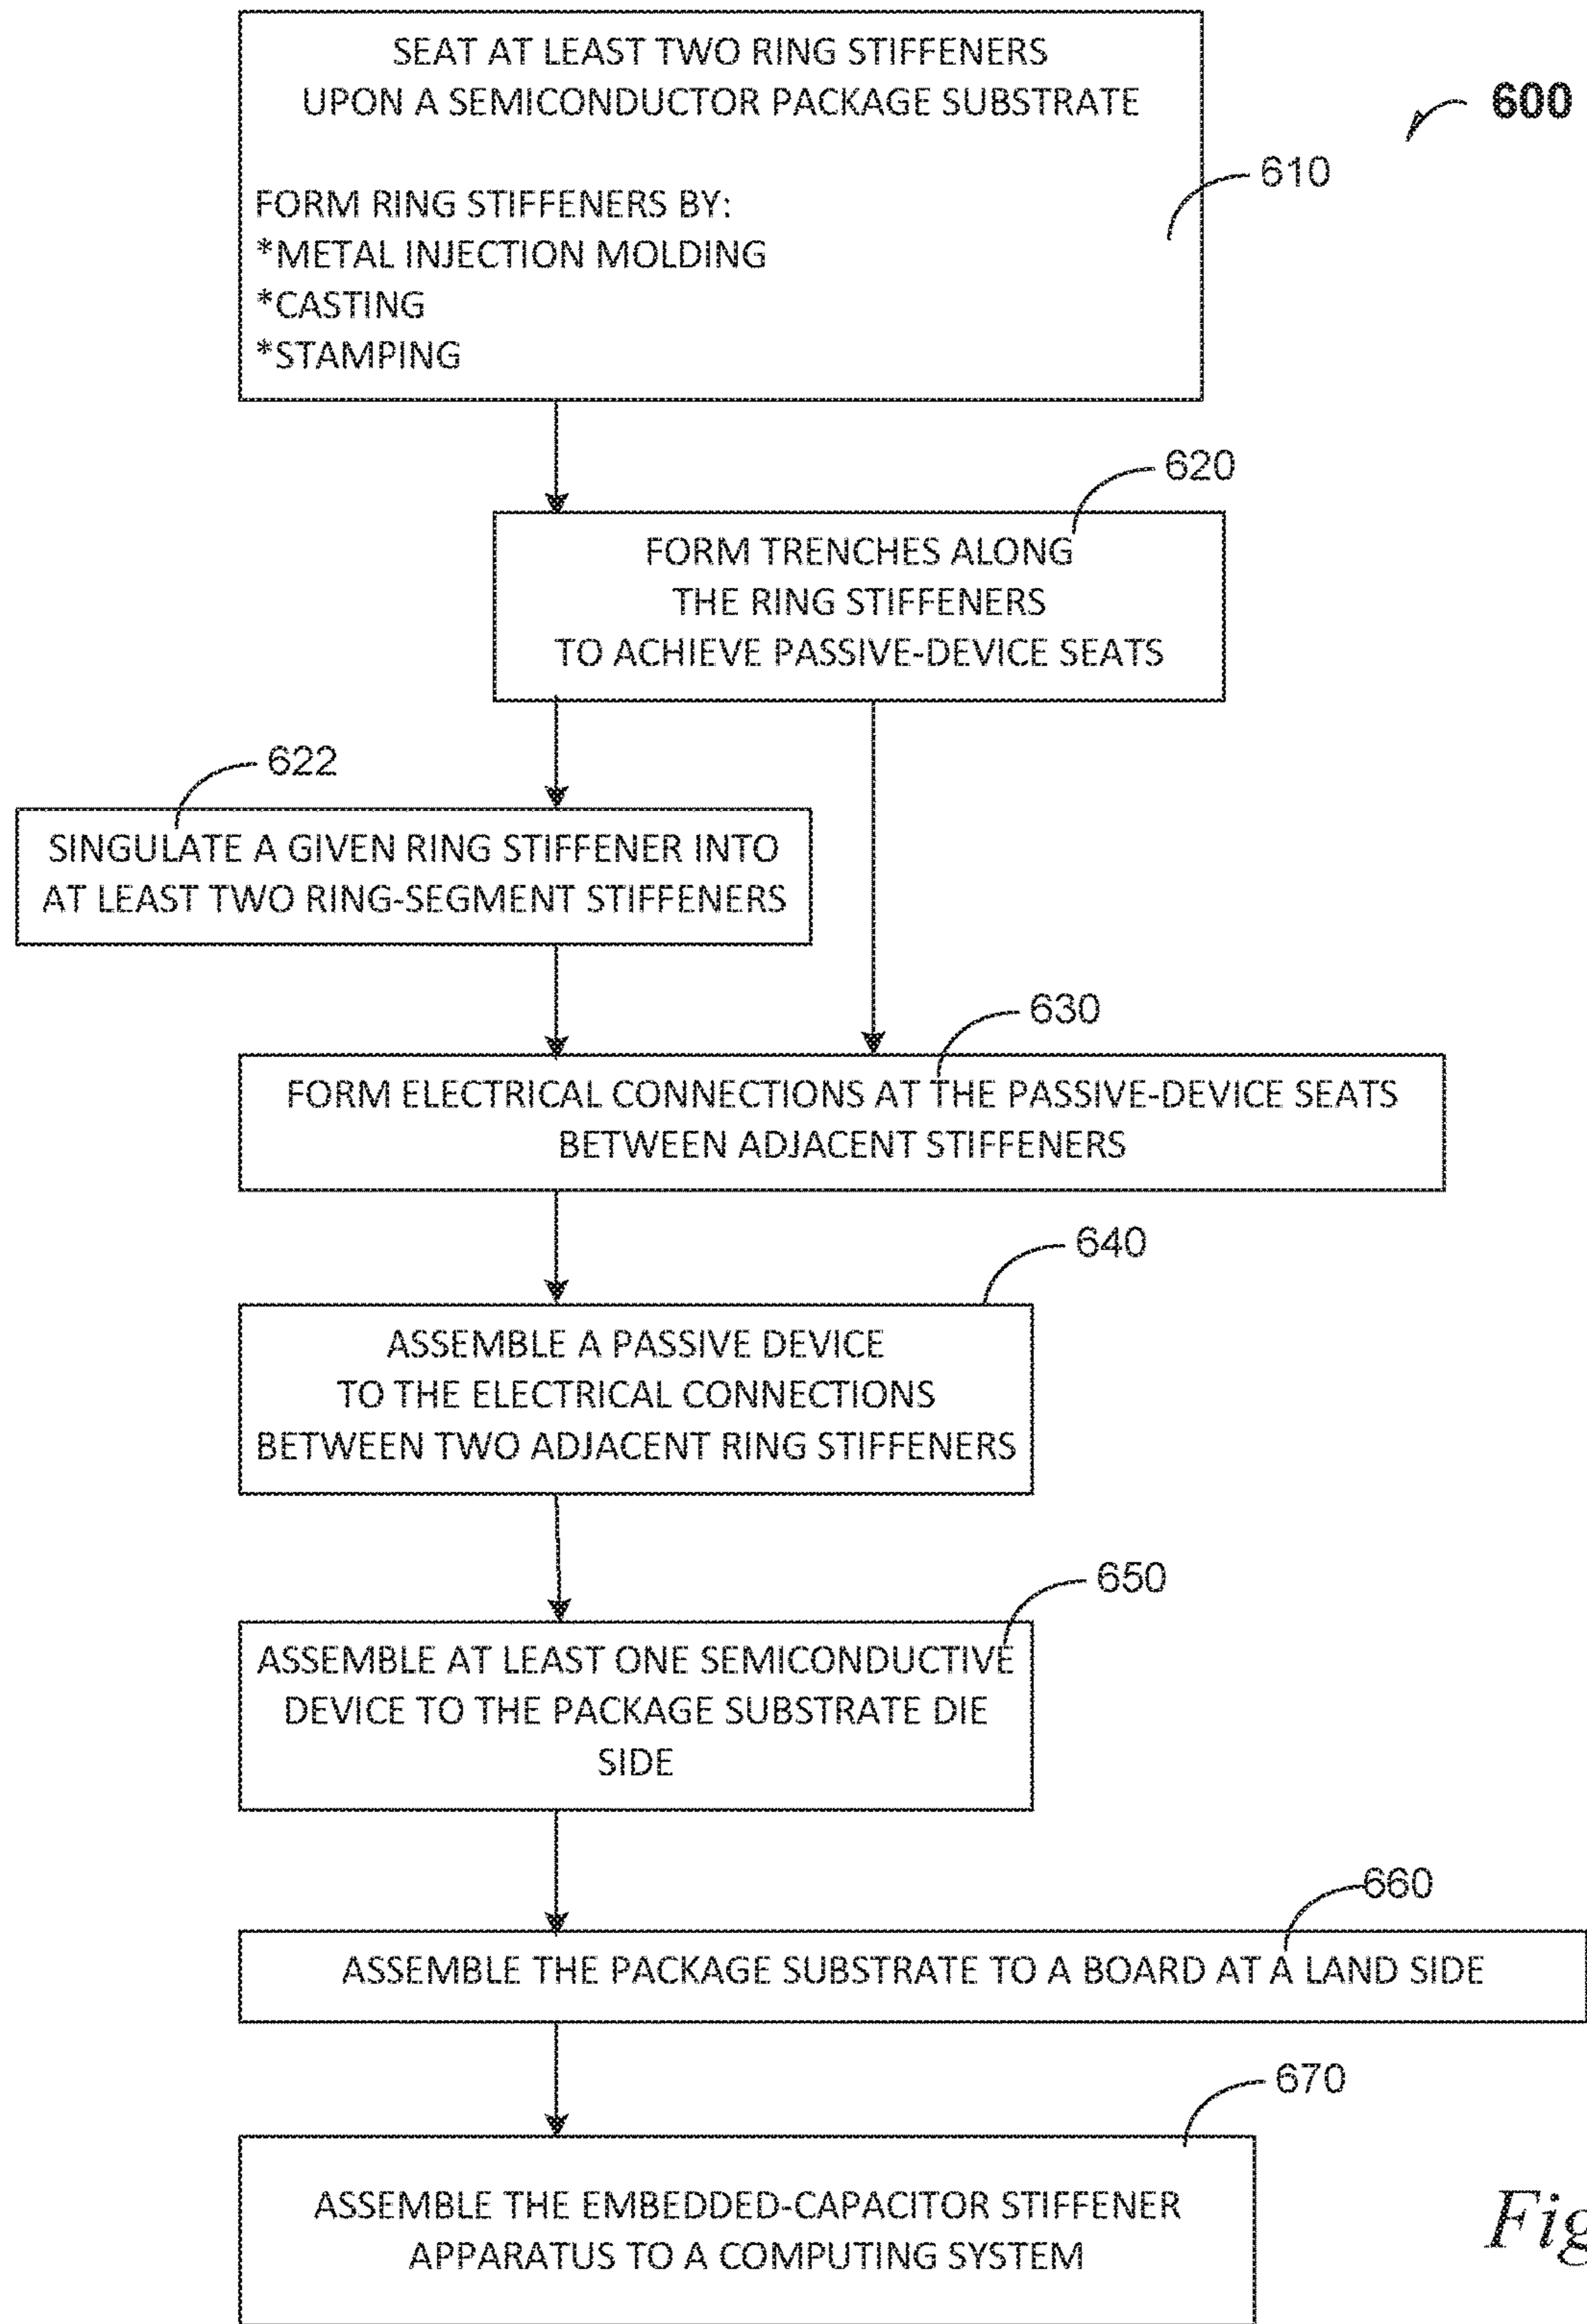 SEAT AT LEAST TWO RING STIFFENERS
UPON A SEMICONDUCTOR PACKAGE SUBSTRATE
600
610
FORM RING STIFFENERS BY:
*METAL INJECTION MOLDING
*CASTING
*STAMPING
620
FORM TRENCHES ALONG
THE RING STIFFENERS
TO ACHIEVE PASSIVE-DEVICE SEATS
622
SINGULATE A GIVEN RING STIFFENER INTO
AT LEAST TWO RING-SEGMENT STIFFENERS
630
FORM ELECTRICAL CONNECTIONS AT THE PASSIVE-DEVICE SEATS
BETWEEN ADJACENT STIFFENERS
640
ASSEMBLE A PASSIVE DEVICE
TO THE ELECTRICAL CONNECTIONS
BETWEEN TWO ADJACENT RING STIFFENERS
650
ASSEMBLE AT LEAST ONE SEMICONDUCTIVE
DEVICE TO THE PACKAGE SUBSTRATE DIE
SIDE
660
ASSEMBLE THE PACKAGE SUBSTRATE TO A BOARD AT A LAND SIDE
670
ASSEMBLE THE EMBEDDED-CAPACITOR STIFFENER
APPARATUS TO A COMPUTING SYSTEM
Fig